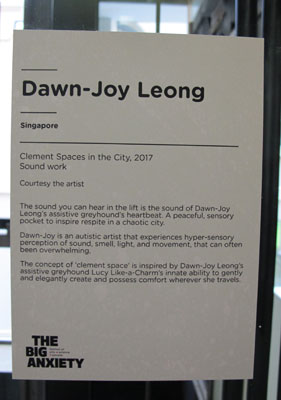 Dawn-Joy Leong
Singapore
Clement Spaces in the City, 2017
Sound work
Courtesy the artist
The sound you can hear in the lift is the sound of Dawn-Joy
Leong's assistive greyhound's heartbeat. A peaceful, sensory
pocket to inspire respite in a chaotic city.
Dawn-Joy is an autistic artist that experiences hyper-sensory
perception of sound, smell, light, and movement, that can often
been overwhelming.
The concept of 'clement space' is inspired by Dawn-Joy Leong's
assistive greyhound Lucy Like-a-Charm's innate ability to gently
and elegantly create and possess comfort wherever she travels.
THE
BIG
ANXIETY